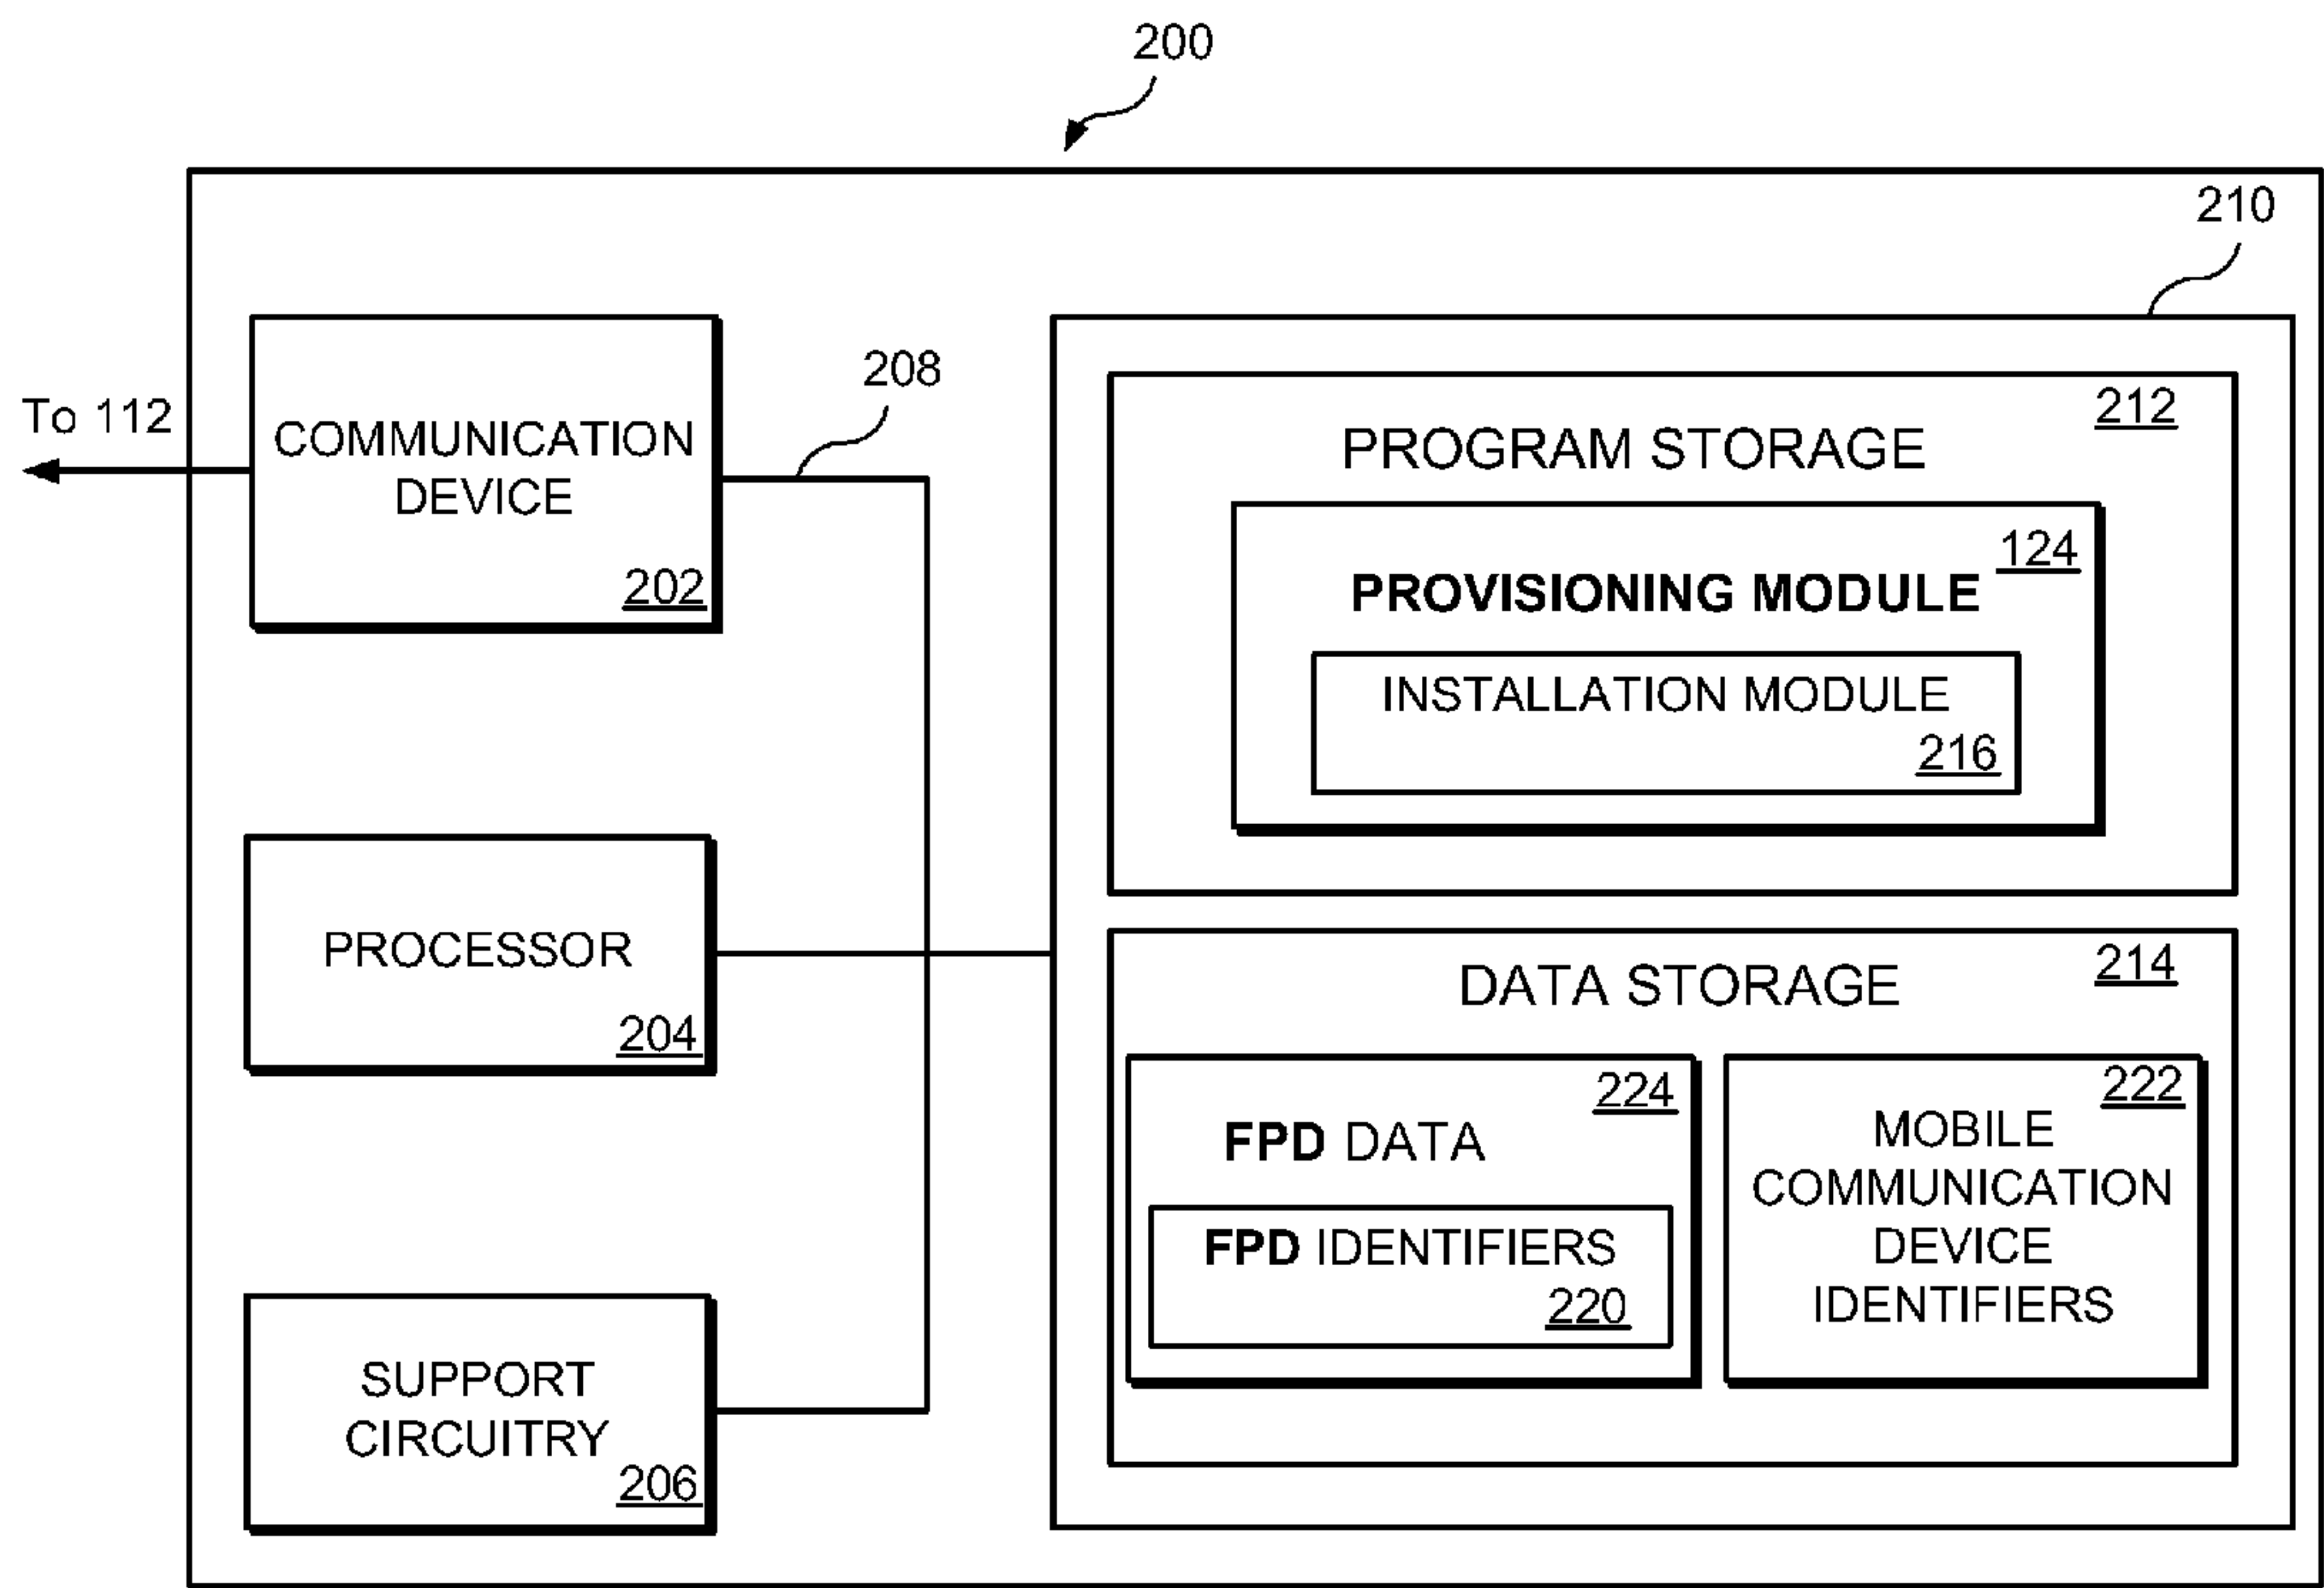 200
210
To 112
COMMUNICATION
DEVICE
202
208
212
PROGRAM STORAGE
124
PROVISIONING MODULE
INSTALLATION MODULE
216
PROCESSOR
204
214
DATA STORAGE
224
FPD DATA
FPD IDENTIFIERS
220
222
MOBILE
COMMUNICATION
DEVICE
IDENTIFIERS
SUPPORT
CIRCUITRY
206